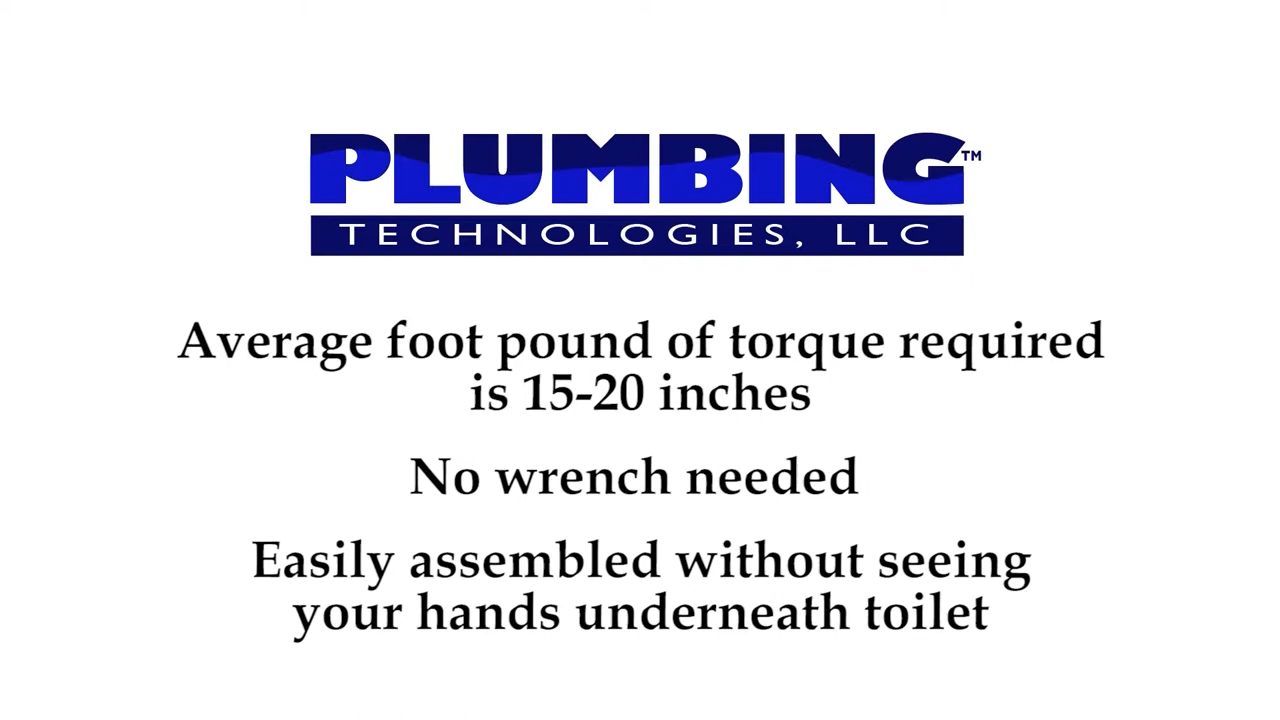 PLUMBING™
TECHNOLOGIES, LLC
Average foot pound of torque required
is 15-20 inches
No wrench needed
Easily assembled without seeing
your hands underneath toilet